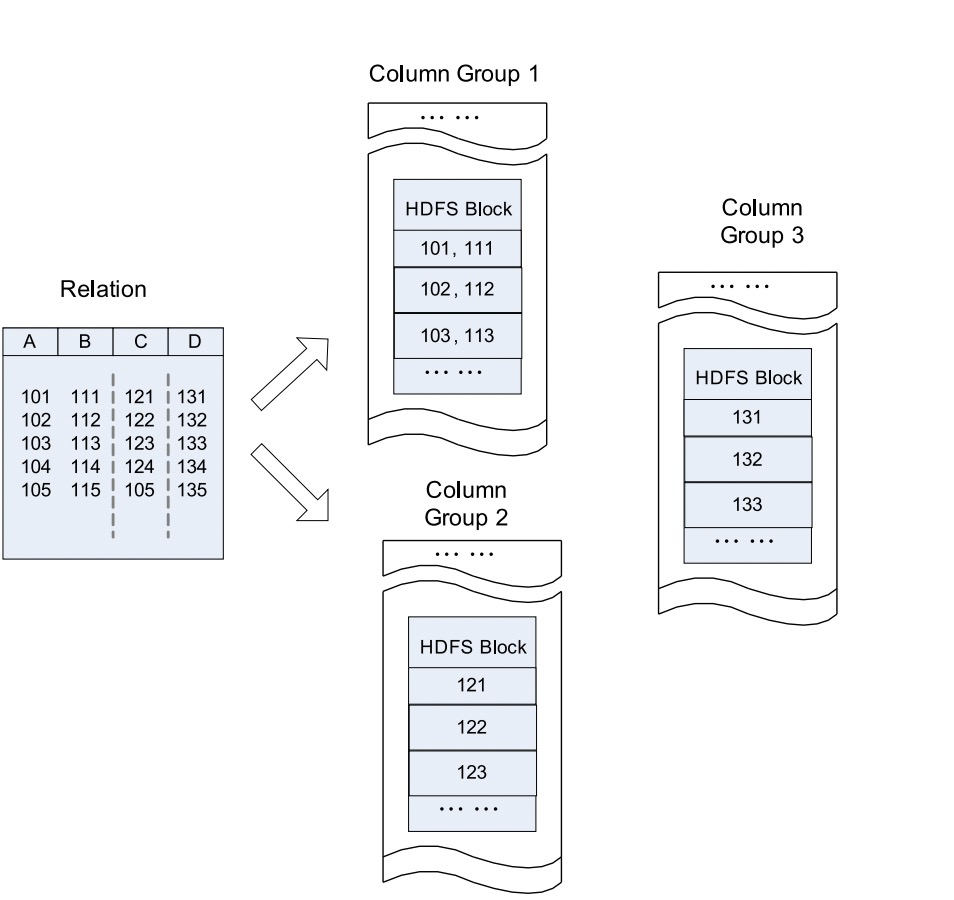 Relation
A B C D
101 111 121 131
102 112 122 132
103 113 123 133
104 114 124 134
105 115 105 135
Column Group 1
... ...
HDFS Block
101, 111
102, 112
103, 113
... ...
Column
Group 2
... ...
HDFS Block
121
122
123
... ...
Column
Group 3
... ...
HDFS Block
131
132
133
... ...